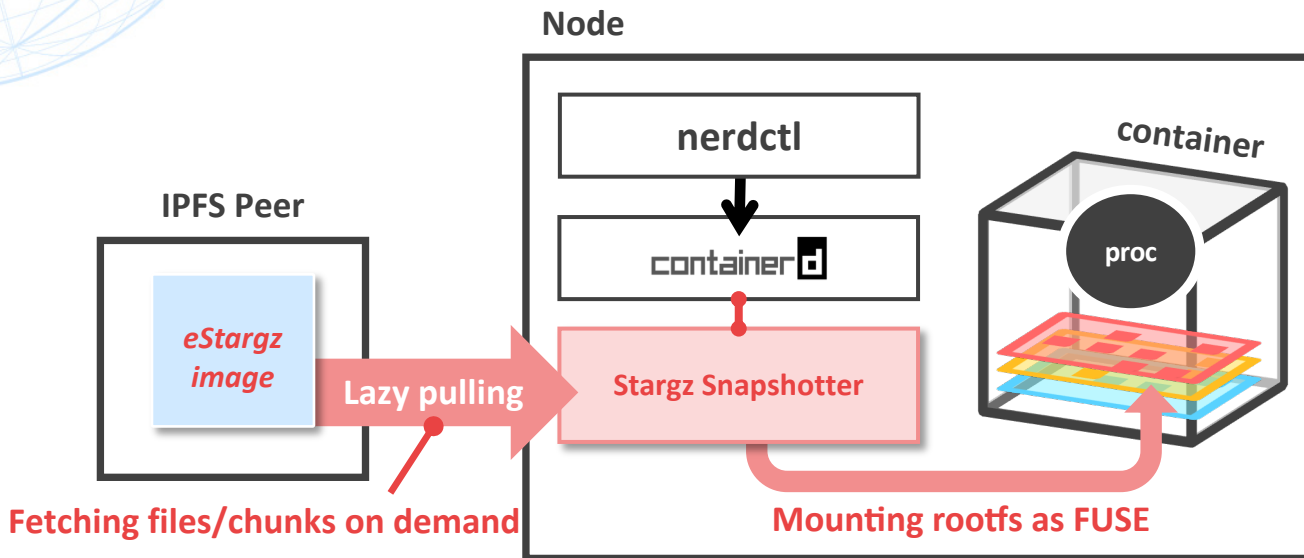 Node
nerdctl
container
IPFS Peer
proc
containerd
eStargz
image
Lazy pulling
Stargz Snapshotter
Fetching files/chunks on demand
Mounting rootfs as FUSE